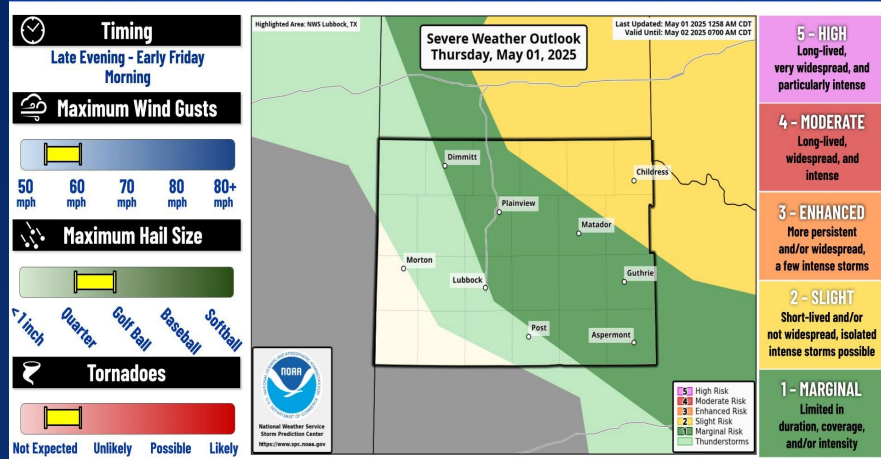 Timing
Late Evening - Early Friday
Morning
Maximum Wind Gusts
50 mph
60 mph
70 mph
80 mph
80+ mph
Maximum Hail Size
< 1 inch
Quarter
Golf Ball
Baseball
Softball
Tornadoes
Not Expected
Unlikely
Possible
Likely
Highlighted Area: NWS Lubbock, TX
Severe Weather Outlook
Thursday, May 01, 2025
Last Updated: May 01 2025 1258 AM CDT
Valid Until: May 02 2025 0700 AM CDT
Dimmitt
Childress
Plainview
Matador
Morton
Lubbock
Guthrie
Post
Aspermont
NOAA
National Weather Service
Storm Prediction Center
https://www.spc.noaa.gov
5 High Risk
4 Moderate Risk
3 Enhanced Risk
2 Slight Risk
1 Marginal Risk
Thunderstorms
5 - HIGH
Long-lived,
very widespread, and
particularly intense
4 - MODERATE
Long-lived,
widespread, and
intense
3 - ENHANCED
More persistent
and/or widespread,
a few intense storms
2 - SLIGHT
Short-lived and/or
not widespread, isolated
intense storms possible
1 - MARGINAL
Limited in
duration, coverage,
and/or intensity